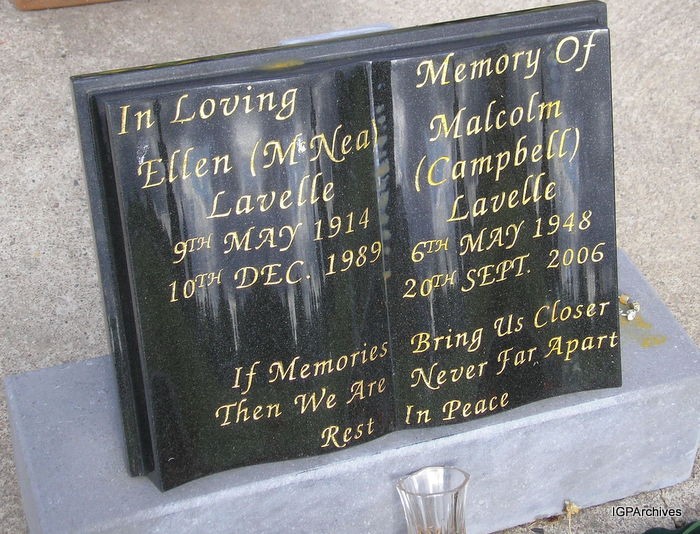 In Loving
Ellen (McNea)
Lavelle
9TH MAY 1914
10TH DEC. 1989
If Memories
Then We Are
Rest
Memory Of
Malcolm
(Campbell)
Lavelle
6TH MAY 1948
20TH SEPT. 2006
Bring Us Closer
Never Far Apart
In Peace
IGPArchives